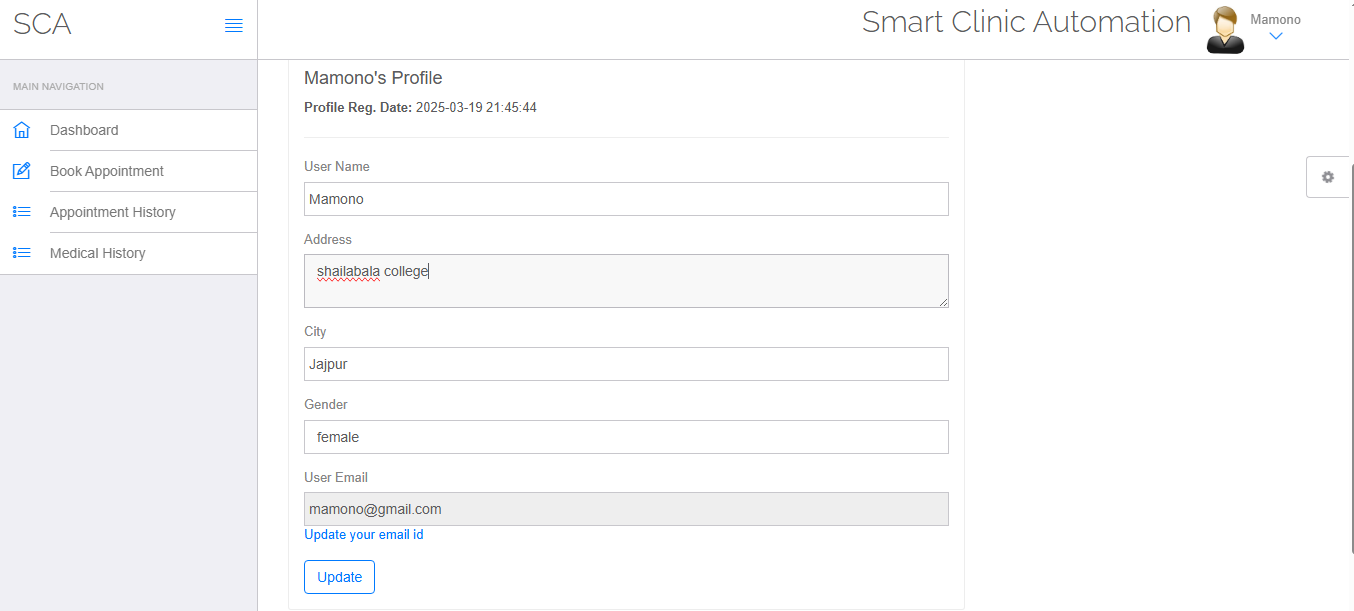 SCA
Smart Clinic Automation
Mamono
MAIN NAVIGATION
Dashboard
Book Appointment
Appointment History
Medical History
Mamono's Profile
Profile Reg. Date: 2025-03-19 21:45:44
User Name
Mamono
Address
shailabala college
City
Jajpur
Gender
female
User Email
mamono@gmail.com
Update your email id
Update